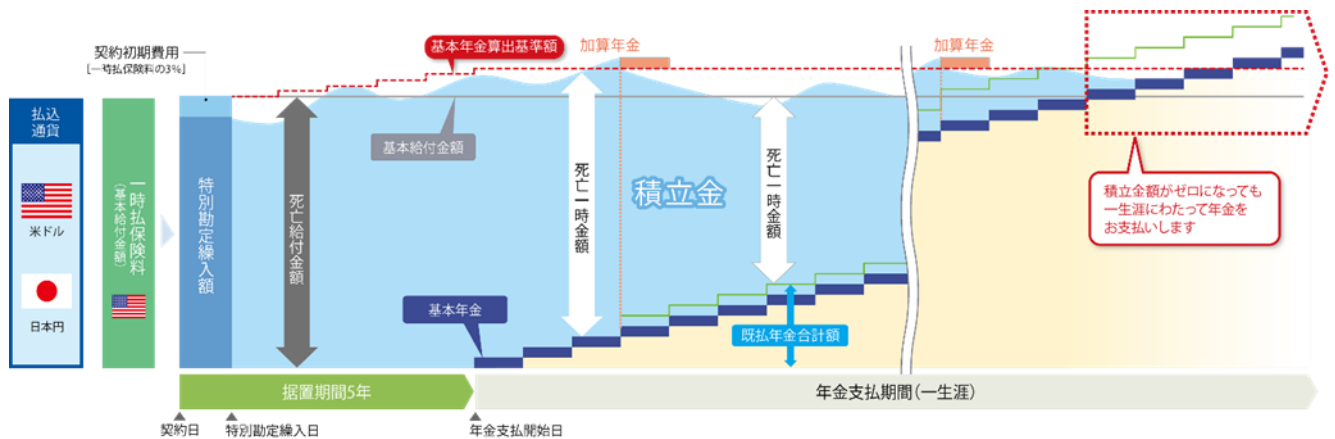 契約初期費用
[一時払保険料の3%]
基本年金算出基準額
加算年金
加算年金
払込
通貨
米ドル
日本円
一時払保険料
(基本給付金額)
特別勘定繰入額
死亡給付金額
基本給付金額
基本年金
死亡一時金額
積立金
死亡一時金額
既払年金合計額
積立金額がゼロになっても
一生涯にわたって年金を
お支払いします
据置期間5年
年金支払期間(一生涯)
契約日
特別勘定繰入日
年金支払開始日